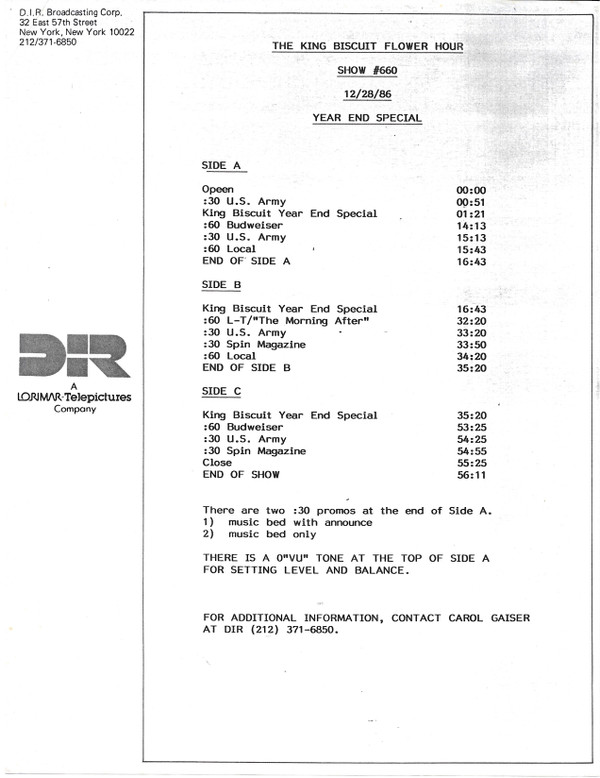 D.I.R. Broadcasting Corp.
32 East 57th Street
New York, New York 10022
212/371-6850
THE KING BISCUIT FLOWER HOUR
SHOW #660
12/28/86
YEAR END SPECIAL
SIDE A
Opeen 00:00
:30 U.S. Army 00:51
King Biscuit Year End Special 01:21
:60 Budweiser 14:13
:30 U.S. Army 15:13
:60 Local 15:43
END OF SIDE A 16:43
SIDE B
King Biscuit Year End Special 16:43
:60 L-T/"The Morning After" 32:20
:30 U.S. Army 33:20
:30 Spin Magazine 33:50
:60 Local 34:20
END OF SIDE B 35:20
DIR
A
LORIMAR·Telepictures
Company
SIDE C
King Biscuit Year End Special 35:20
:60 Budweiser 53:25
:30 U.S. Army 54:25
:30 Spin Magazine 54:55
Close 55:25
END OF SHOW 56:11
There are two :30 promos at the end of Side A.
1) music bed with announce
2) music bed only
THERE IS A 0"VU" TONE AT THE TOP OF SIDE A
FOR SETTING LEVEL AND BALANCE.
FOR ADDITIONAL INFORMATION, CONTACT CAROL GAISER
AT DIR (212) 371-6850.